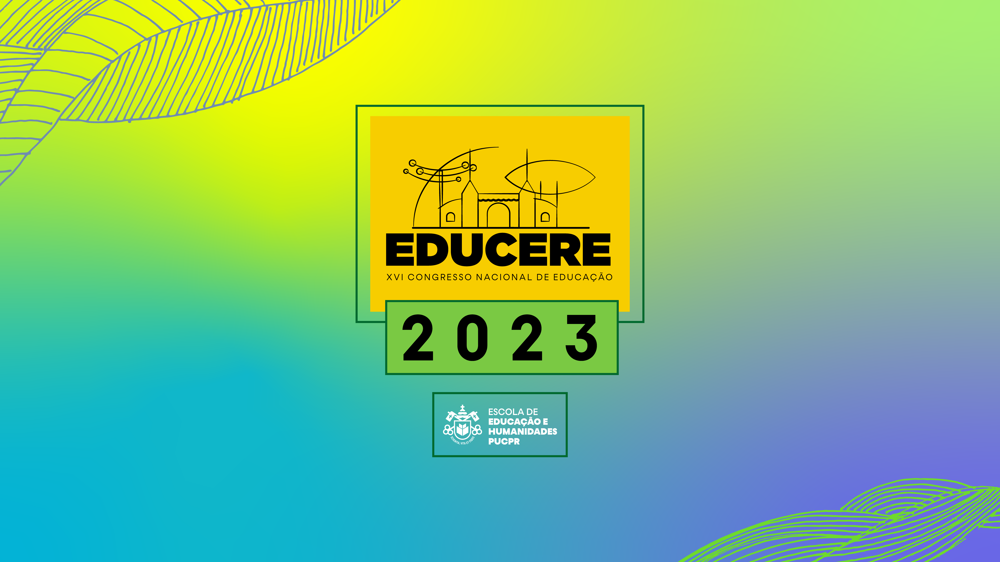 EDUCERE
XVI CONGRESSO NACIONAL DE EDUCAÇÃO
2023
SCIENTIA, VITA ET FIDES
ESCOLA DE
EDUCAÇÃO E
HUMANIDADES
PUCPR